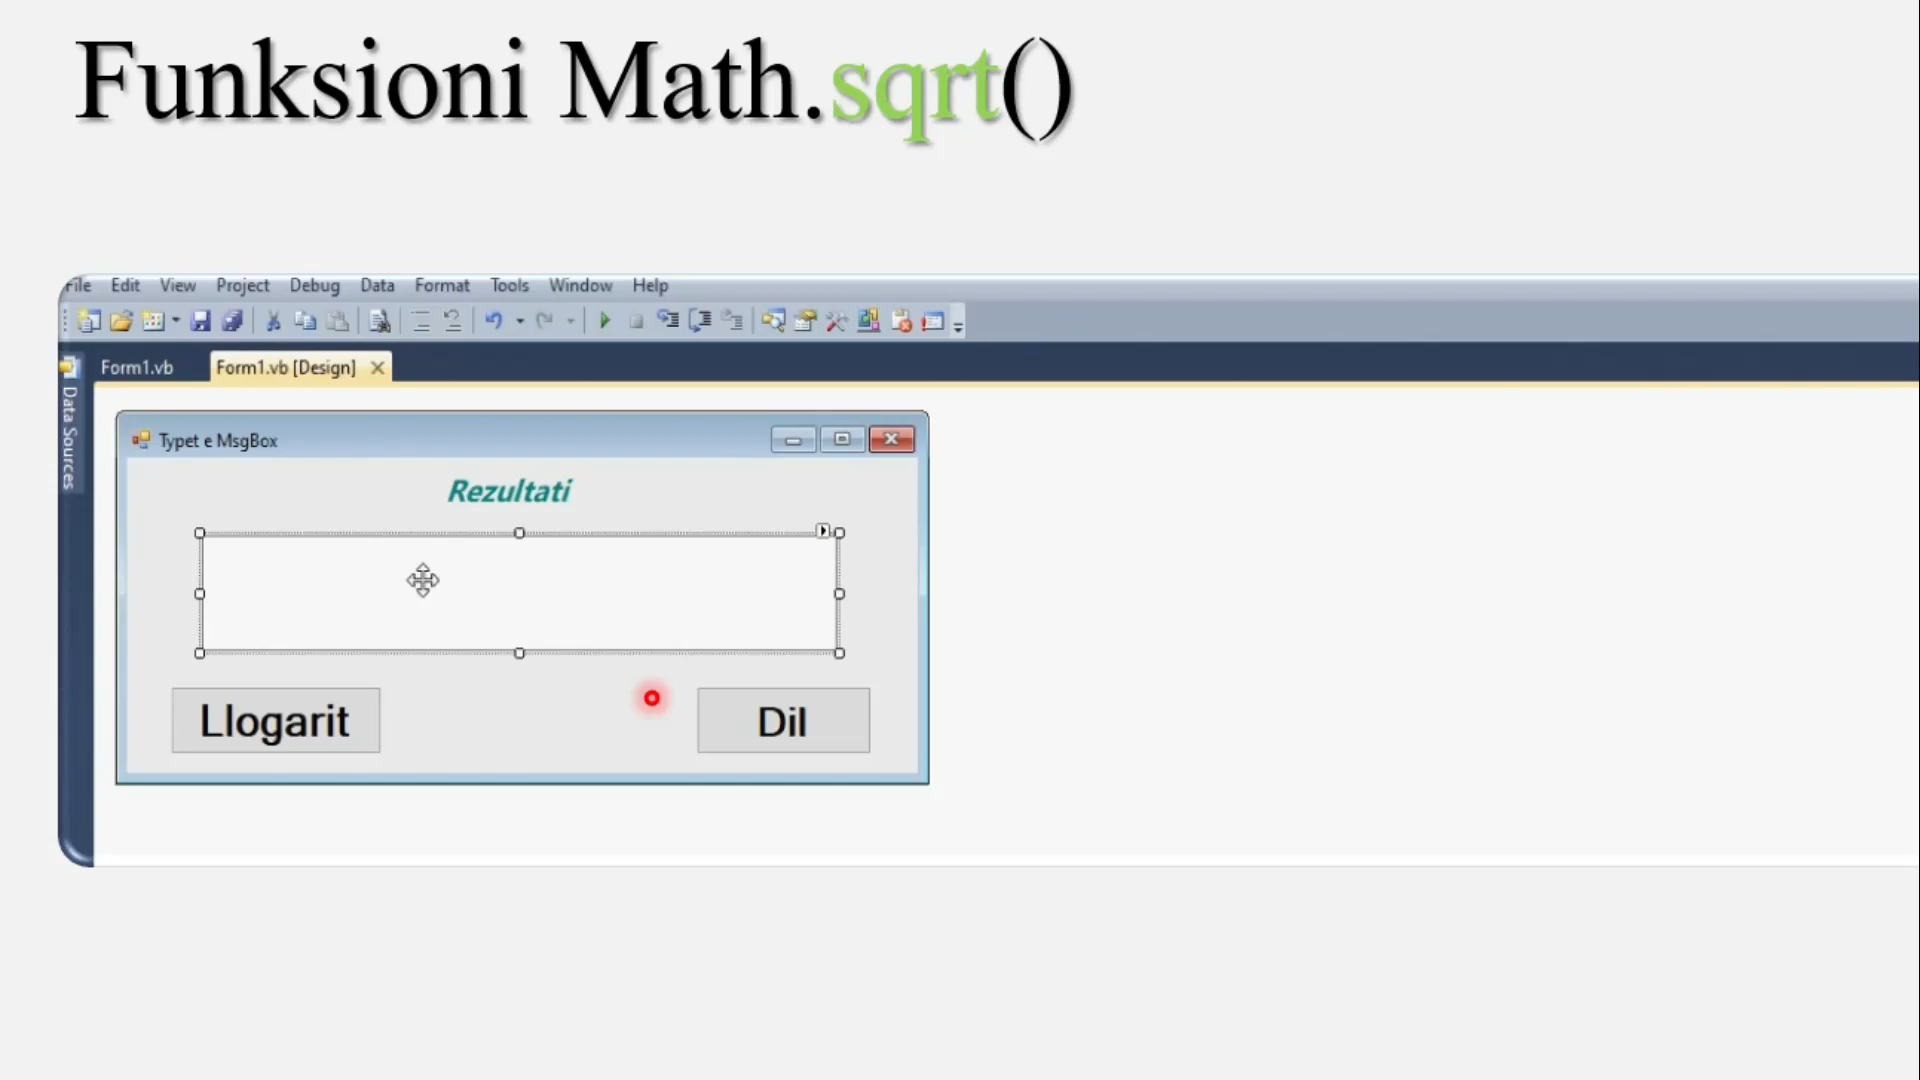 Funksioni Math.sqrt()
File Edit View Project Debug Data Format Tools Window Help
Form1.vb Form1.vb [Design]
Data Sources
Typet e MsgBox
Rezultati
Llogarit Dil